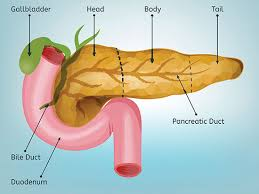 Gallbladder
Head
Body
Tail
Pancreatic Duct
Bile Duct
Duodenum